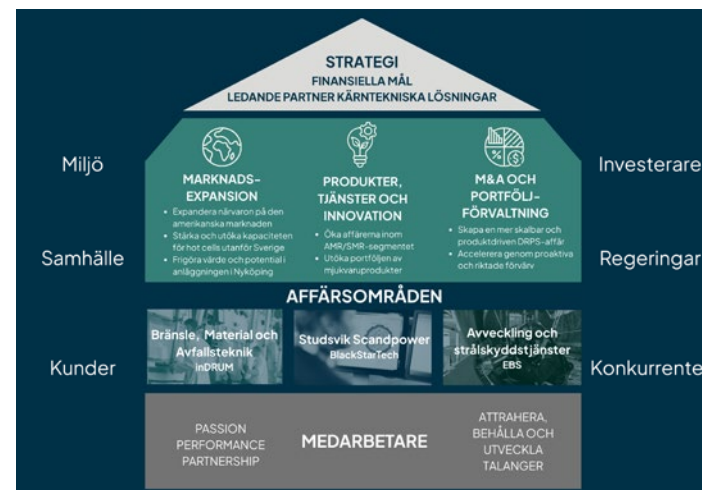 STRATEGI
FINANSIELLA MÅL
LEDANDE PARTNER KÄRNTEKNISKA LÖSNINGAR
Miljö
Samhälle
Kunder
MARKNADS-
EXPANSION
• Expandera närvaron på den
amerikanska marknaden
• Stärka och utöka kapaciteten
för hot cells utanför Sverige
• Frigöra värde och potential i
anläggningen i Nyköping
PRODUKTER,
TJÄNSTER OCH
INNOVATION
• Öka affärerna inom
AMR/SMR-segmentet
• Utöka portföljen av
mjukvaruprodukter
M&A OCH
PORTFÖLJ-
FÖRVALTNING
• Skapa en mer skalbar och
produktdriven DRPS-affär
• Accelerera genom proaktiva
och riktade förvärv
Investerare
Regeringar
Konkurrente
AFFÄRSOMRÅDEN
Bränsle, Material och
Avfallsteknik
inDRUM
Studsvik Scandpower
BlackStarTech
Avveckling och
strålskyddstjänster
EBS
PASSION
PERFORMANCE
PARTNERSHIP
MEDARBETARE
ATTRAHERA,
BEHÅLLA OCH
UTVECKLA
TALANGER